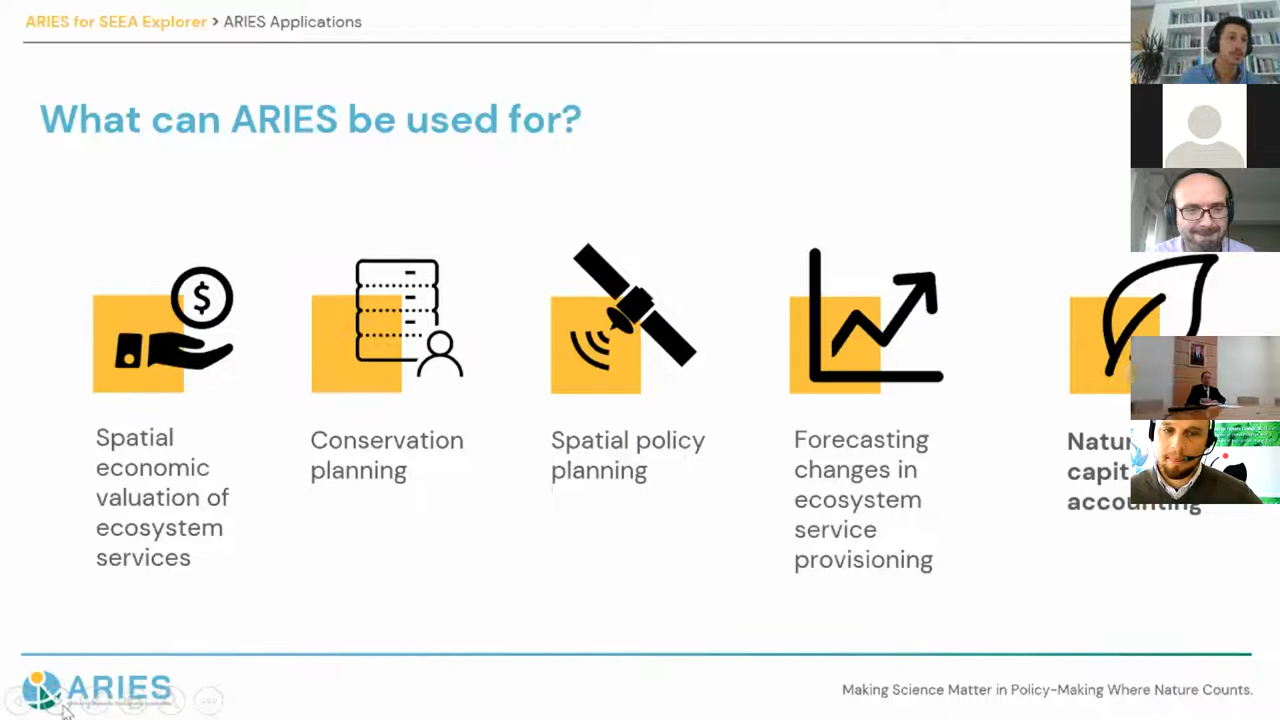 ARIES for SEEA Explorer > ARIES Applications
What can ARIES be used for?
$
Spatial
economic
valuation of
ecosystem
services
Conservation
planning
Spatial policy
planning
Forecasting
changes in
ecosystem
service
provisioning
accounting
ARIES
Making Science Matter in Policy-Making Where Nature Counts.